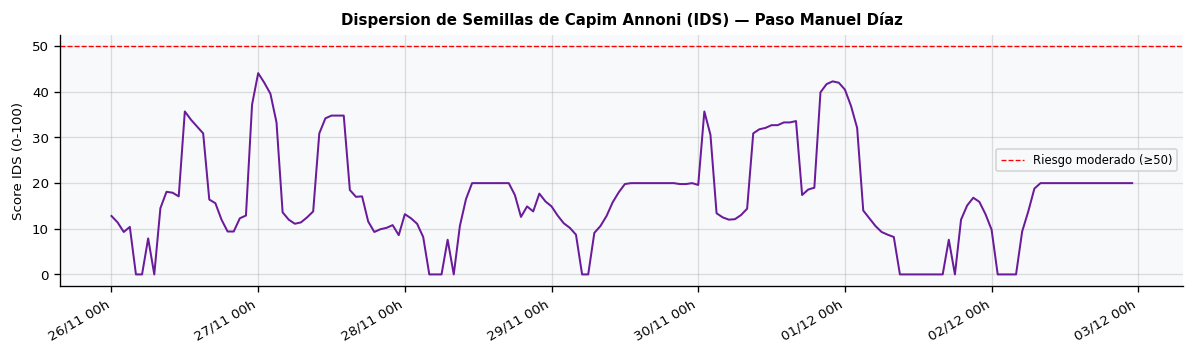 Dispersion de Semillas de Capim Annoni (IDS) — Paso Manuel Díaz
Score IDS (0-100)
50
40
30
20
10
0
Riesgo moderado (≥50)
26/11 00h
27/11 00h
28/11 00h
29/11 00h
30/11 00h
01/12 00h
02/12 00h
03/12 00h